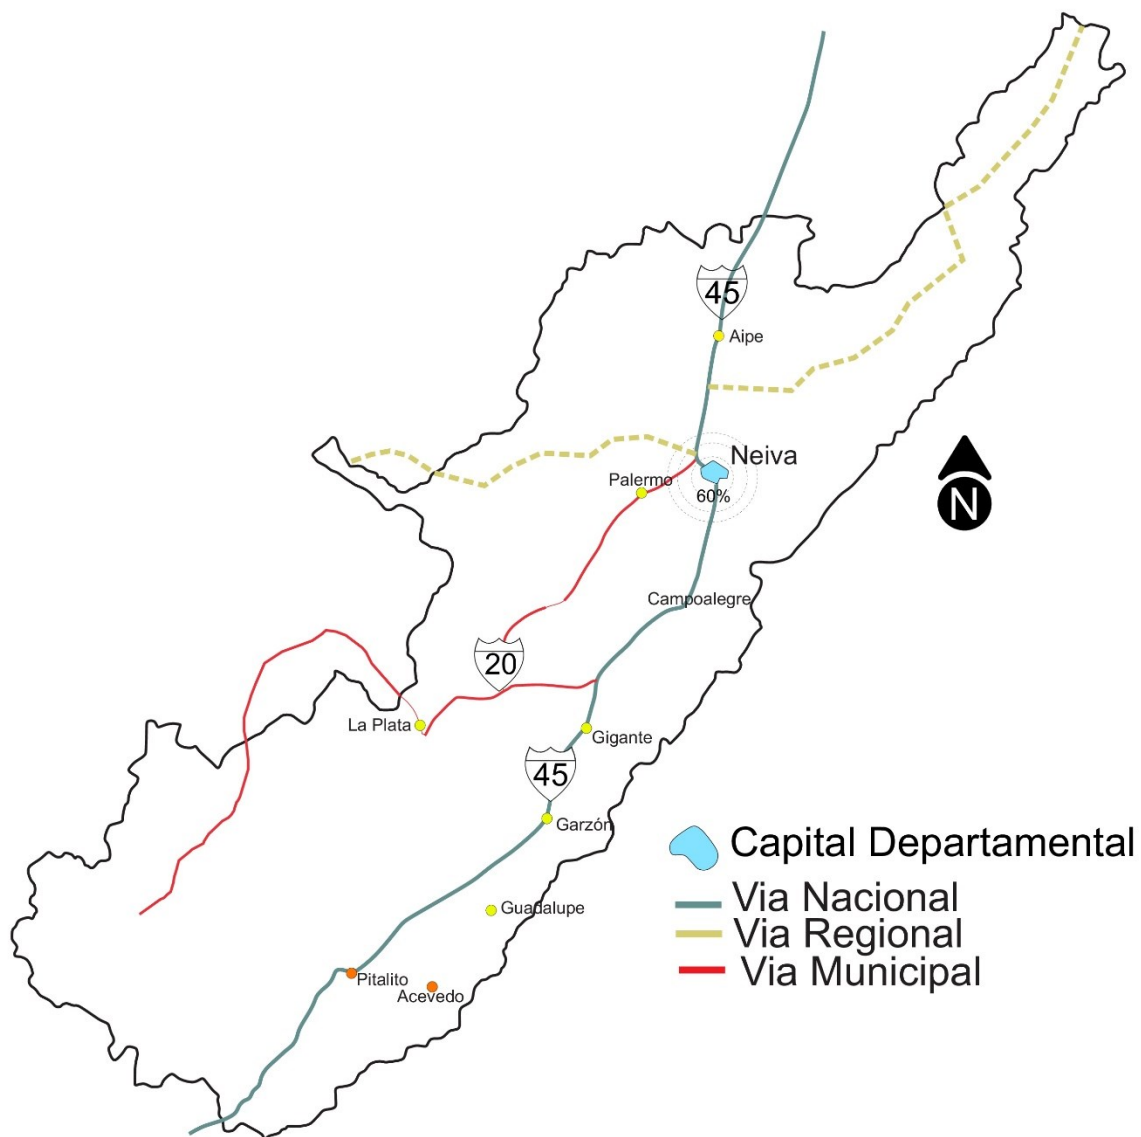 45
Aipe
Neiva
Palermo
60%
N
Campoalegre
20
La Plata
Gigante
45
Garzón
Capital Departamental
Via Nacional
Guadalupe
Via Regional
Via Municipal
Pitalito
Acevedo